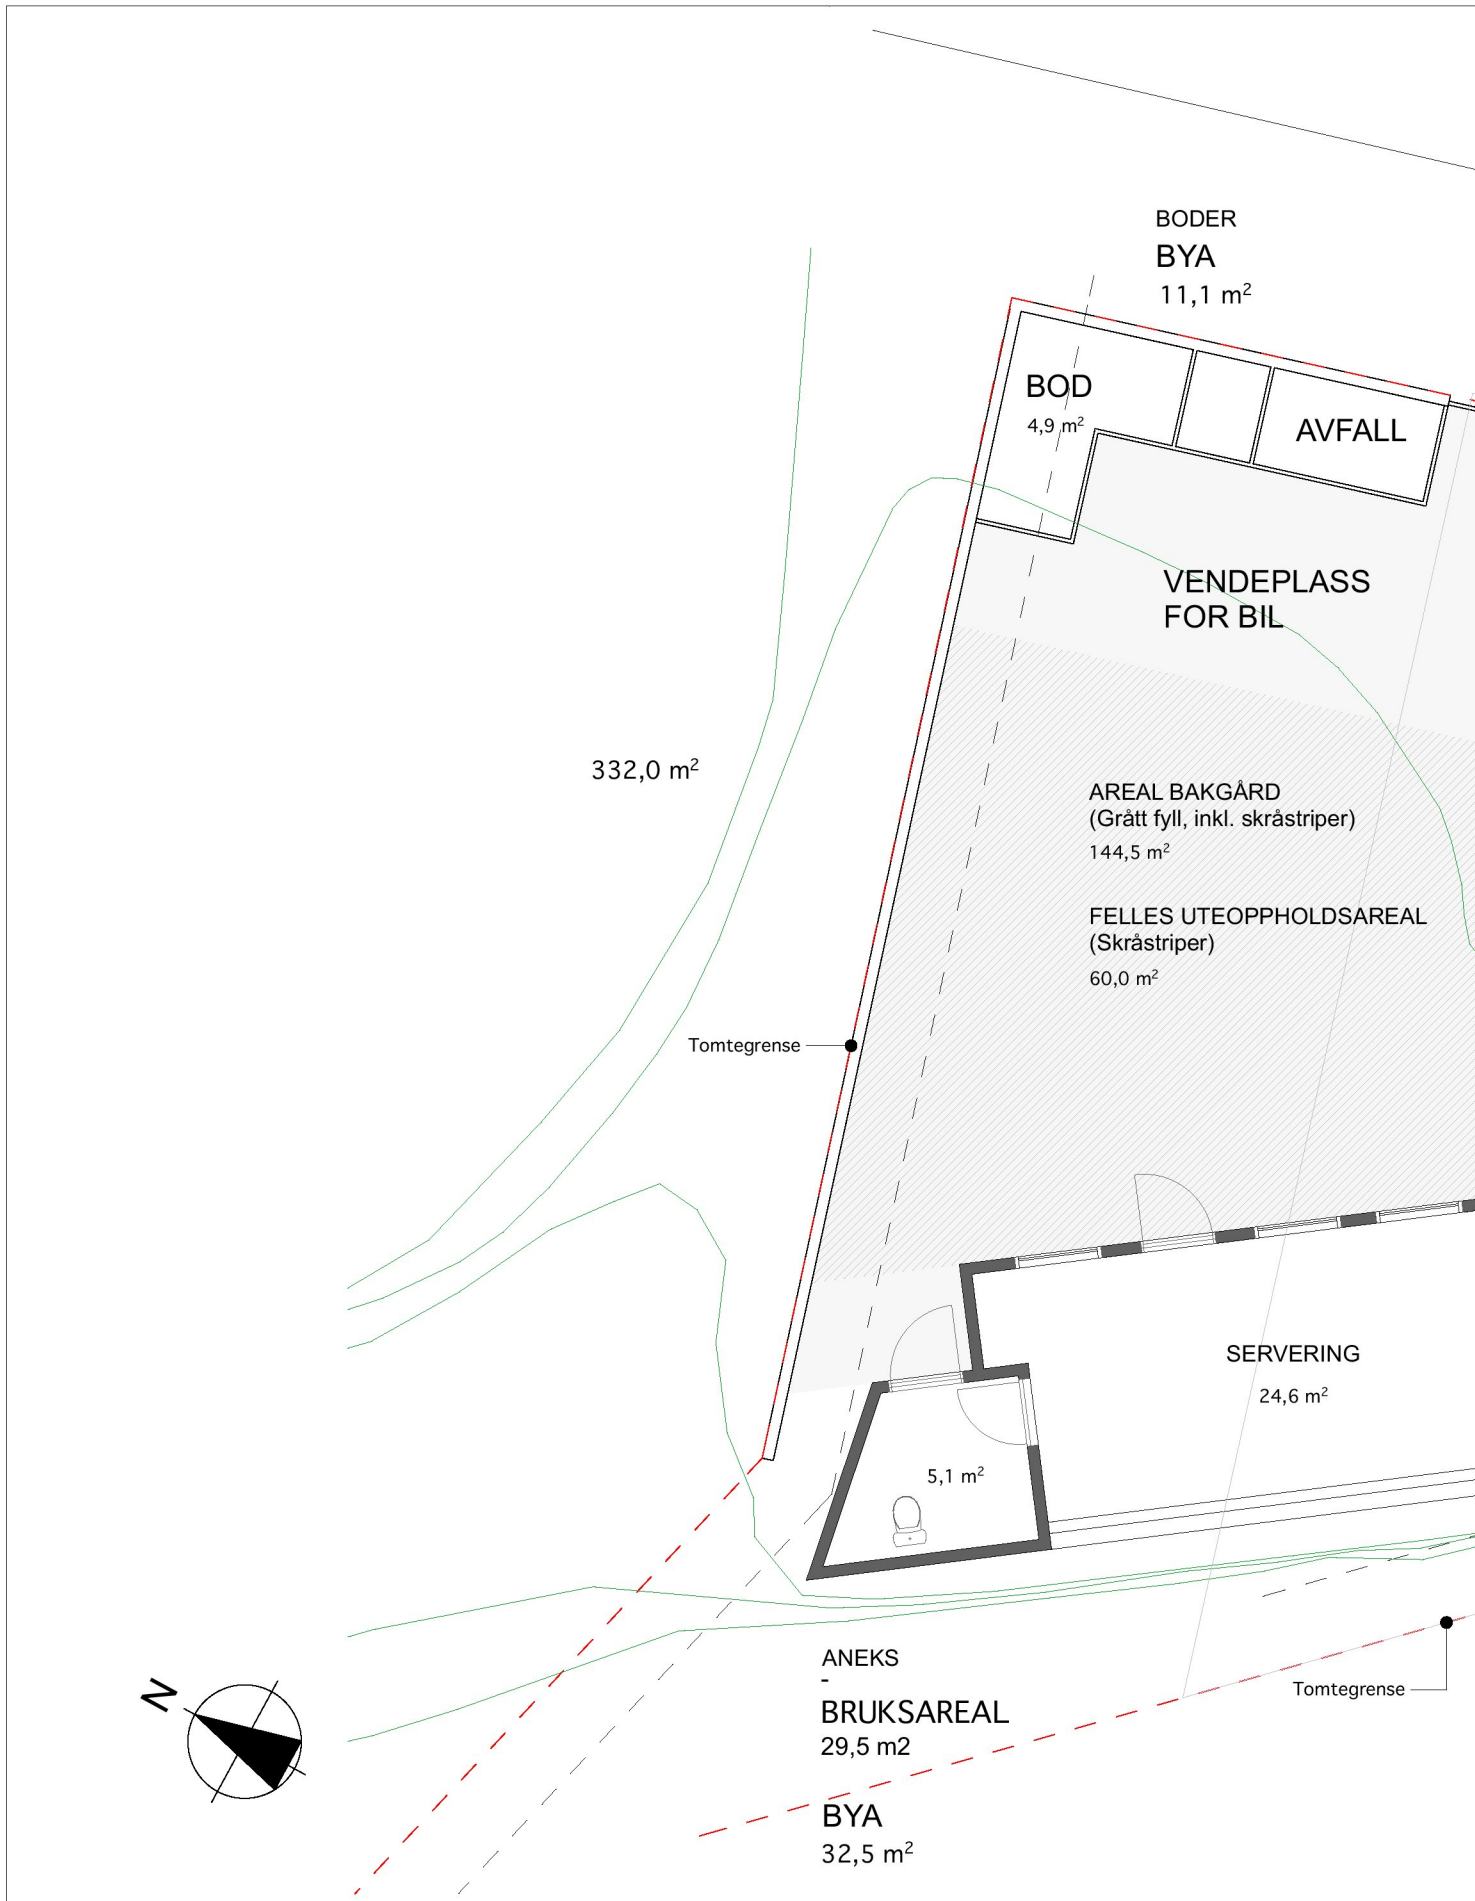 BODER
BYA
11,1 m²
BOD
4,9 m²
AVFALL
VENDEPLASS
FOR BIL
332,0 m²
AREAL BAKGÅRD
(Grått fyll, inkl. skråstriper)
144,5 m²
FELLES UTEOPPHOLDSAREAL
(Skråstriper)
60,0 m²
Tomtegrense
SERVERING
24,6 m²
5,1 m²
ANEKS
-
BRUKSAREAL
29,5 m2
BYA
32,5 m²
Tomtegrense
N